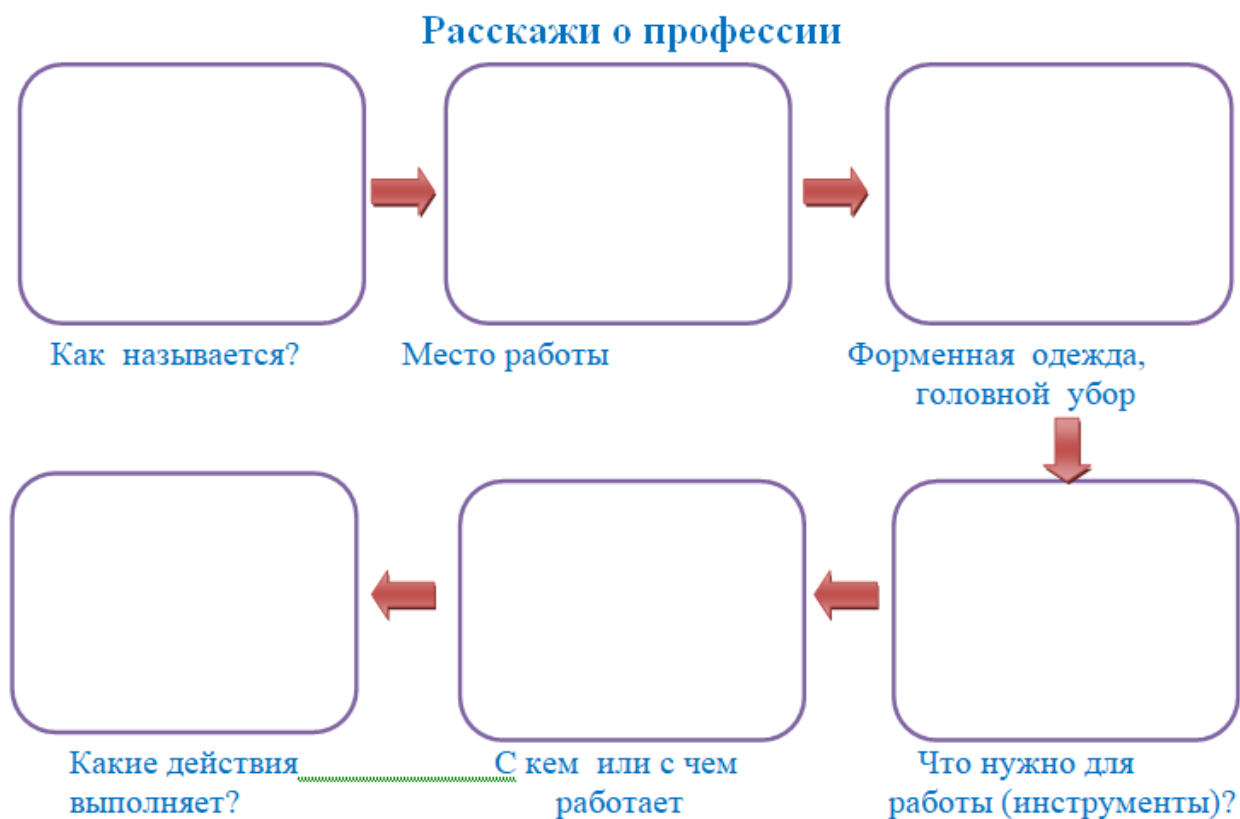 Расскажи о профессии
Как называется?
Место работы
Форменная одежда,
головной убор
Что нужно для
работы (инструменты)?
С кем или с чем
работает
Какие действия
выполняет?